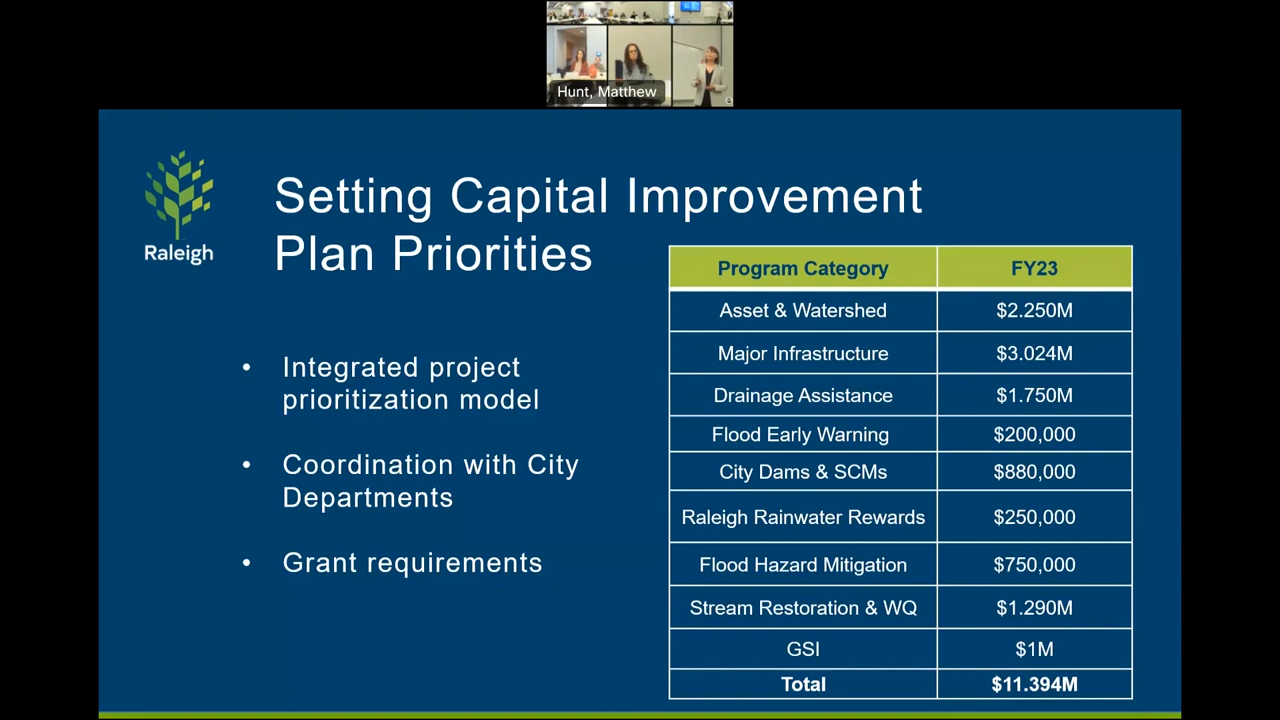 Hunt, Matthew
Raleigh
Setting Capital Improvement
Plan Priorities
• Integrated project
prioritization model
• Coordination with City
Departments
• Grant requirements
Program Category FY23
Asset & Watershed $2.250M
Major Infrastructure $3.024M
Drainage Assistance $1.750M
Flood Early Warning $200,000
City Dams & SCMs $880,000
Raleigh Rainwater Rewards $250,000
Flood Hazard Mitigation $750,000
Stream Restoration & WQ $1.290M
GSI $1M
Total $11.394M